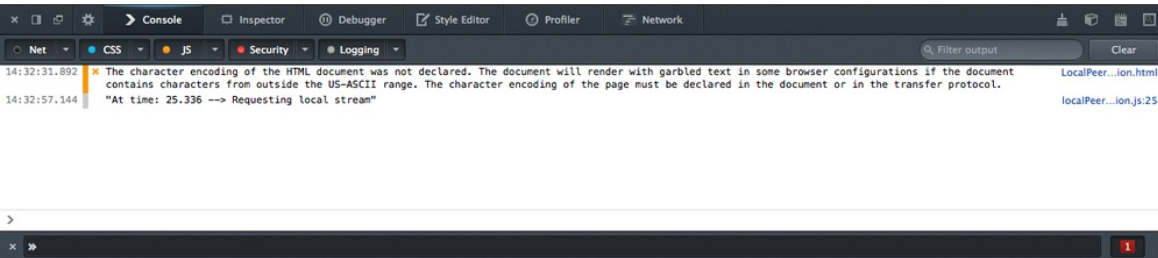 × Console Inspector Debugger Style Editor Profiler Network
Net CSS JS Security Logging Filter output Clear
14:32:31.892 × The character encoding of the HTML document was not declared. The document will render with garbled text in some browser configurations if the document LocalPeer...ion.html
contains characters from outside the US-ASCII range. The character encoding of the page must be declared in the document or in the transfer protocol.
14:32:57.144 "At time: 25.336 --> Requesting local stream" localPeer...ion.js:25
>
× » 1